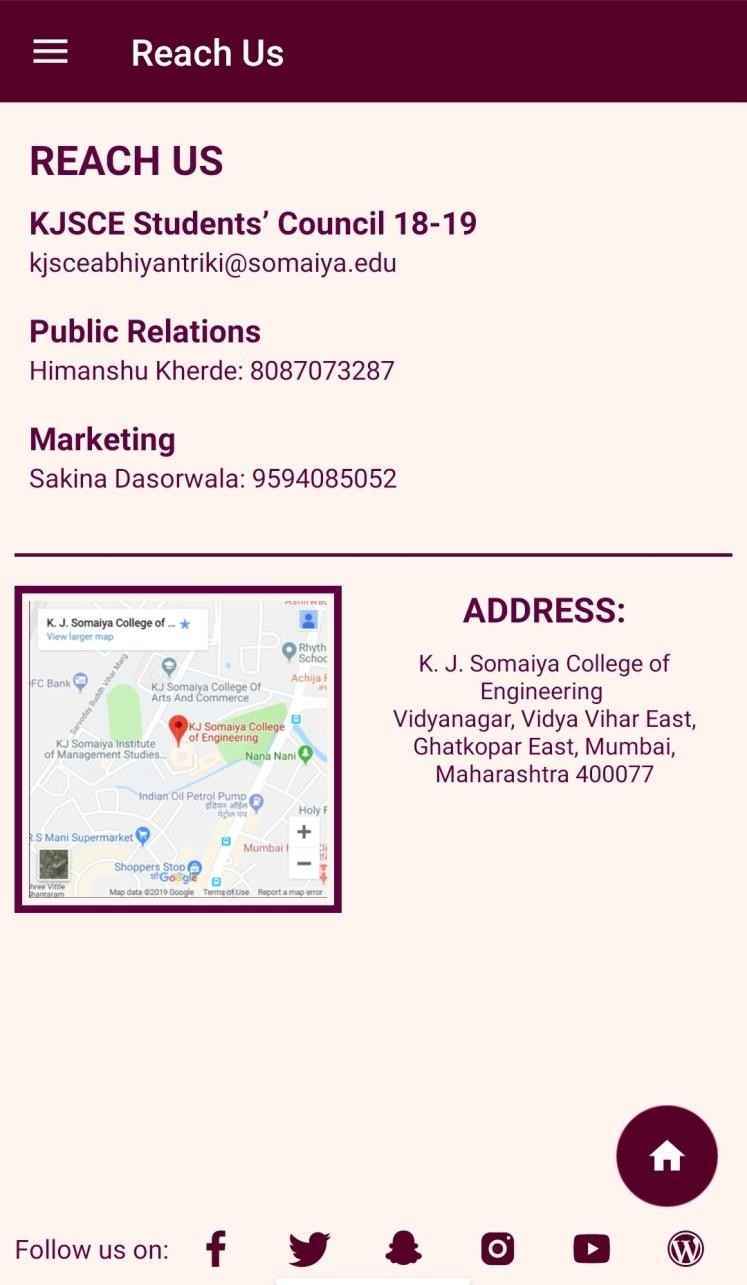 Reach Us
REACH US
KJSCE Students’ Council 18-19
kjsceabhiyantriki@somaiya.edu
Public Relations
Himanshu Kherde: 8087073287
Marketing
Sakina Dasorwala: 9594085052
K. J. Somaiya College of ...
View larger map
Rhyth
Schoo
FC Bank
Achija F
KJ Somaiya College Of
Arts And Commerce
KJ Somaiya College
of Engineering
KJ Somaiya Institute
of Management Studies...
Nana Nani
Indian Oil Petrol Pump
इंडियन ऑईल
पेट्रोल पंप
Holy F
R.S Mani Supermarket
Mumbai
Shoppers Stop
Google
Map data ©2019 Google
Terms of Use
Report a map error
ADDRESS:
K. J. Somaiya College of
Engineering
Vidyanagar, Vidya Vihar East,
Ghatkopar East, Mumbai,
Maharashtra 400077
Follow us on: